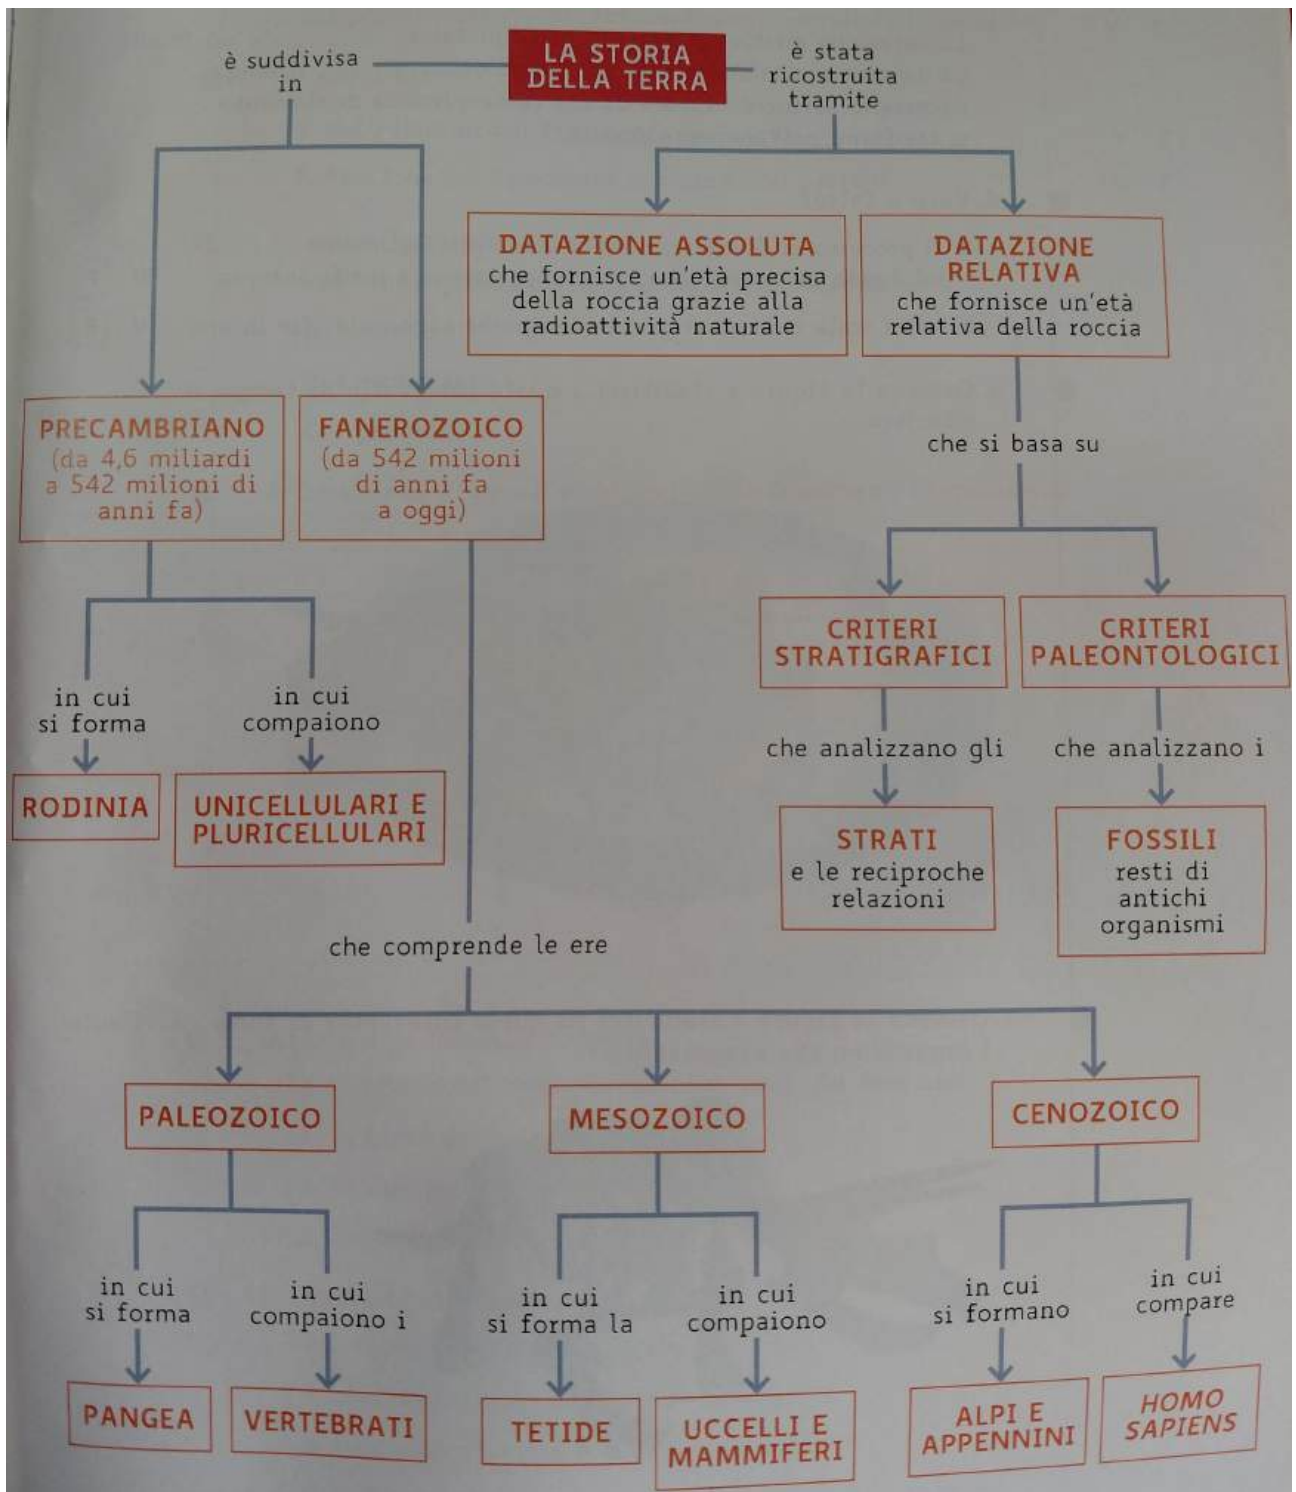 LA STORIA
DELLA TERRA
è suddivisa
in
è stata
ricostruita
tramite
DATAZIONE ASSOLUTA
che fornisce un'età precisa
della roccia grazie alla
radioattività naturale
DATAZIONE
RELATIVA
che fornisce un'età
relativa della roccia
PRECAMBRIANO
(da 4,6 miliardi
a 542 milioni di
anni fa)
FANEROZOICO
(da 542 milioni
di anni fa
a oggi)
che si basa su
CRITERI
STRATIGRAFICI
CRITERI
PALEONTOLOGICI
in cui
si forma
in cui
compaiono
che analizzano gli
che analizzano i
RODINIA
UNICELLULARI E
PLURICELLULARI
STRATI
e le reciproche
relazioni
FOSSILI
resti di
antichi
organismi
che comprende le ere
PALEOZOICO
MESOZOICO
CENOZOICO
in cui
si forma
in cui
compaiono i
in cui
si forma la
in cui
compaiono
in cui
si formano
in cui
compare
PANGEA
VERTEBRATI
TETIDE
UCCELLI E
MAMMIFERI
ALPI E
APPENNINI
HOMO
SAPIENS